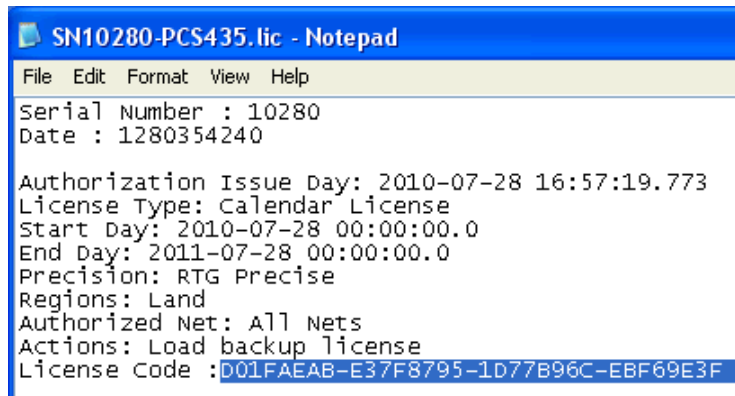 SN10280-PCS435.lic - Notepad
File Edit Format View Help
Serial Number : 10280
Date : 1280354240
Authorization Issue Day: 2010-07-28 16:57:19.773
License Type: Calendar License
Start Day: 2010-07-28 00:00:00.0
End Day: 2011-07-28 00:00:00.0
Precision: RTG Precise
Regions: Land
Authorized Net: All Nets
Actions: Load backup license
License Code :D01FAEAB-E37F8795-1D77B96C-EBF69E3F